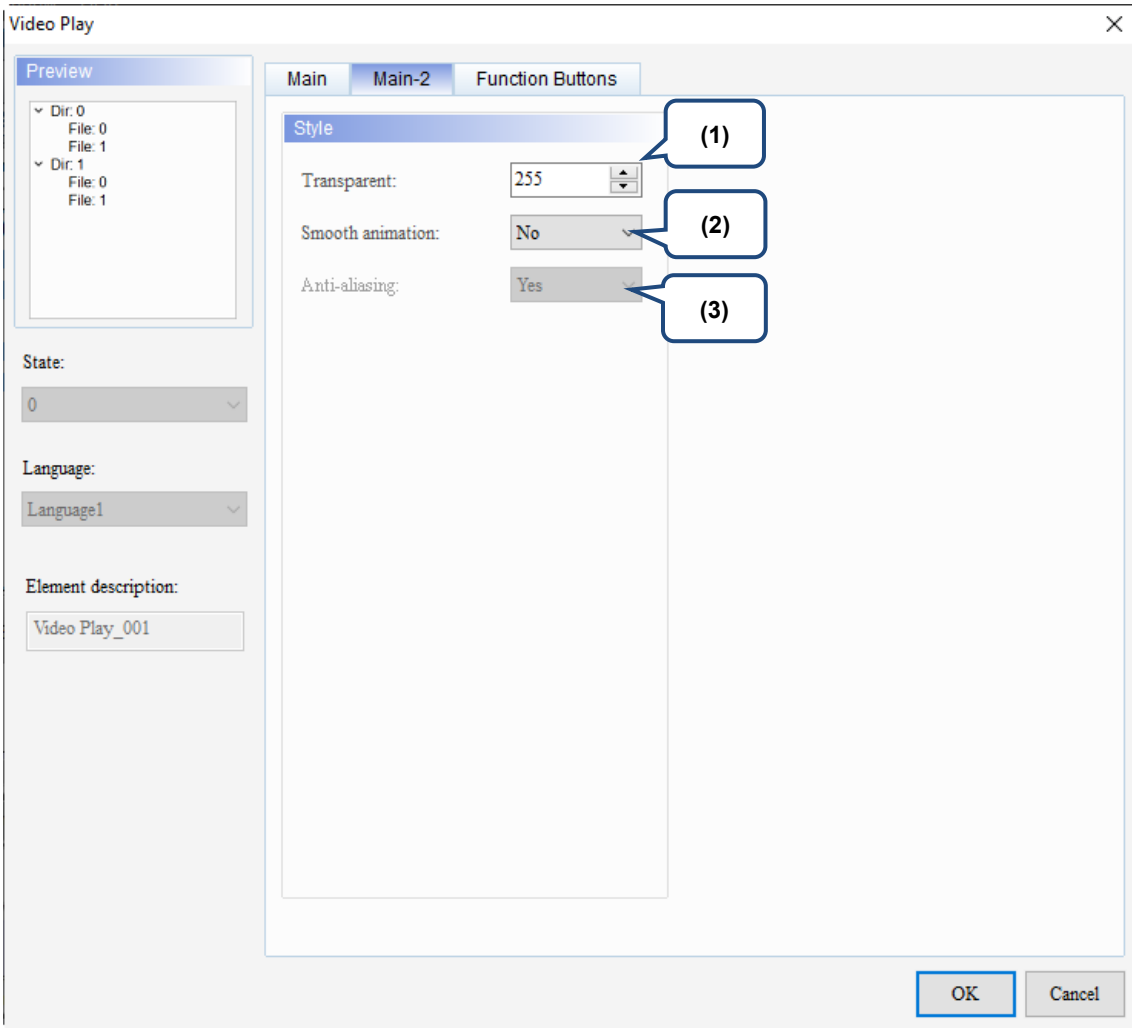 Video Play
Preview
Dir: 0
File: 0
File: 1
Dir: 1
File: 0
File: 1
State:
0
Language:
Language1
Element description:
Video Play_001
Main Main-2 Function Buttons
Style
Transparent: 255
(1)
Smooth animation: No
(2)
Anti-aliasing: Yes
(3)
OK Cancel